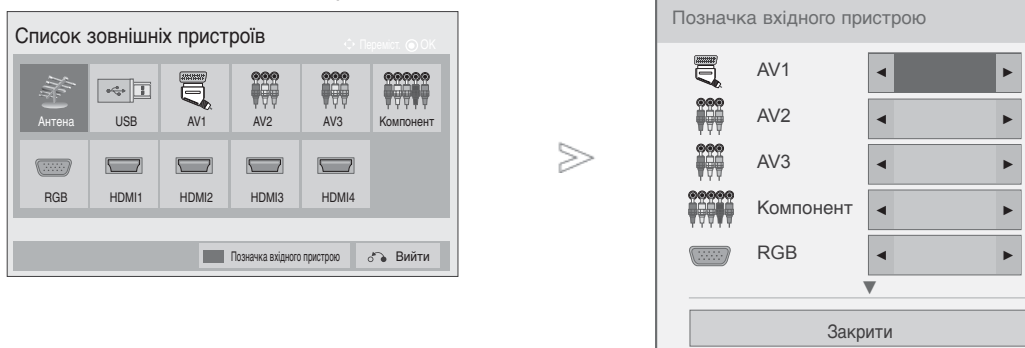 Список зовнішніх пристроїв
Переміст. OK
Антена USB AV1 AV2 AV3 Компонент
RGB HDMI1 HDMI2 HDMI3 HDMI4
Позначка вхідного пристрою Вийти
Позначка вхідного пристрою
AV1
AV2
AV3
Компонент
RGB
Закрити